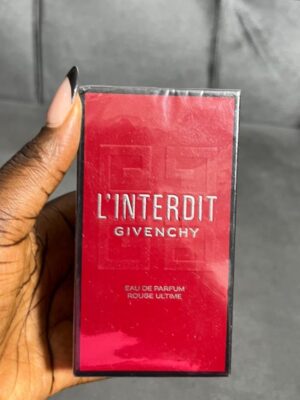 L'INTERDIT
GIVENCHY
EAU DE PARFUM
ROUGE ULTIME